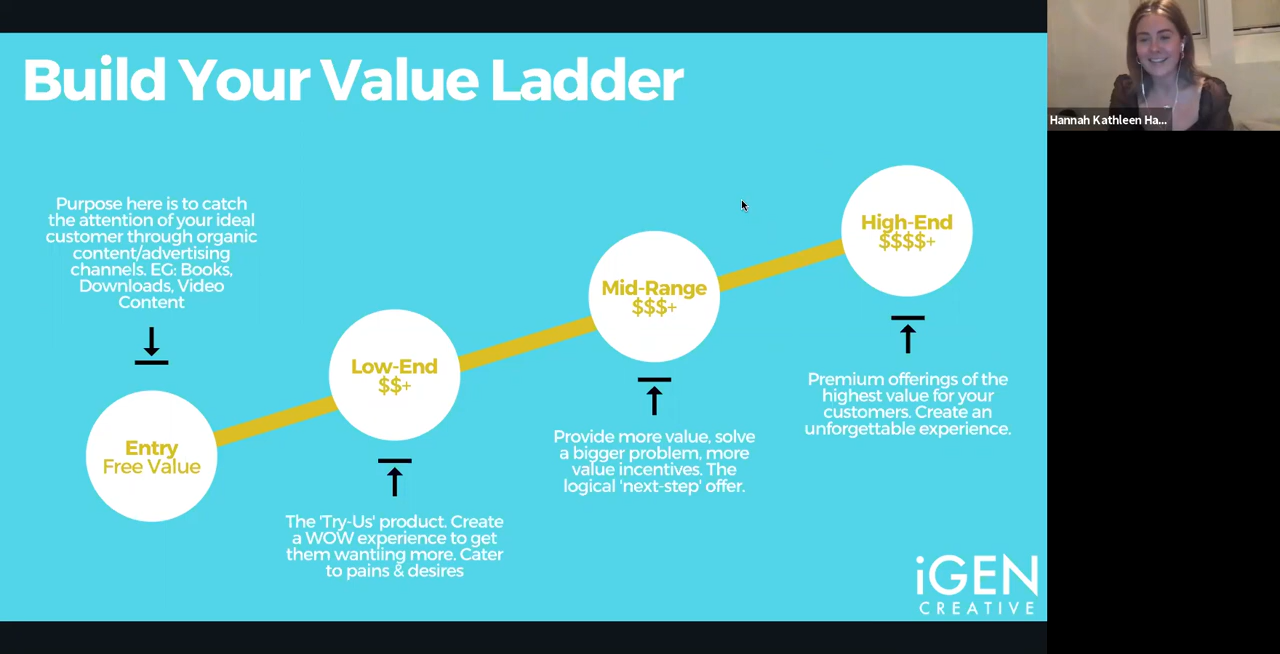 Build Your Value Ladder
Hannah Kathleen Ha...
Purpose here is to catch
the attention of your ideal
customer through organic
content/advertising
channels. EG: Books,
Downloads, Video
Content
Entry
Free Value
Low-End
$$+
The 'Try-Us' product. Create
a WOW experience to get
them wantiing more. Cater
to pains & desires
Mid-Range
$$$+
Provide more value, solve
a bigger problem, more
value incentives. The
logical 'next-step' offer.
High-End
$$$$+
Premium offerings of the
highest value for your
customers. Create an
unforgettable experience.
iGEN
CREATIVE